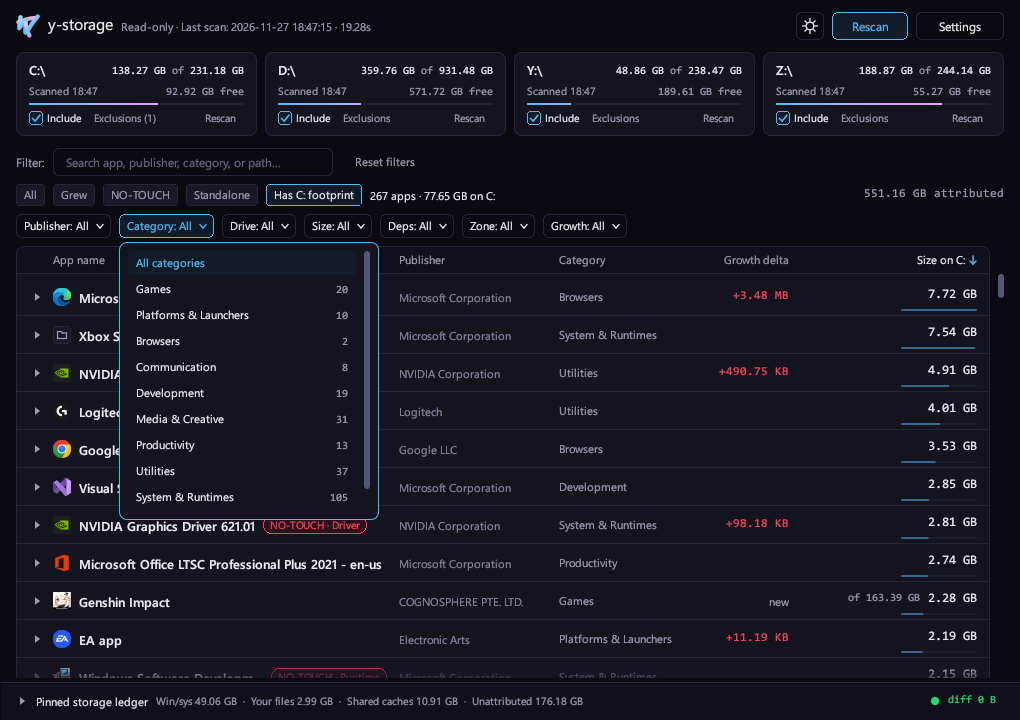 y-storage Read-only · Last scan: 2026-11-27 18:47:15 · 19.28s Rescan Settings
C:\ 138.27 GB of 231.18 GB
Scanned 18:47 92.92 GB free
Include Exclusions (1) Rescan
D:\ 359.76 GB of 931.48 GB
Scanned 18:47 571.72 GB free
Include Exclusions Rescan
Y:\ 48.86 GB of 238.47 GB
Scanned 18:47 189.61 GB free
Include Exclusions Rescan
Z:\ 188.87 GB of 244.14 GB
Scanned 18:47 55.27 GB free
Include Exclusions Rescan
Filter: Search app, publisher, category, or path... Reset filters
All Grew NO-TOUCH Standalone Has C: footprint 267 apps · 77.65 GB on C: 551.16 GB attributed
Publisher: All Category: All Drive: All Size: All Deps: All Zone: All Growth: All
All categories
Games 20
Platforms & Launchers 10
Browsers 2
Communication 8
Development 19
Media & Creative 31
Productivity 13
Utilities 37
System & Runtimes 105
App name Publisher Category Growth delta Size on C:
Micros Microsoft Corporation Browsers +3.48 MB 7.72 GB
Xbox S Microsoft Corporation System & Runtimes 7.54 GB
NVIDIA NVIDIA Corporation Utilities +490.75 KB 4.91 GB
Logitec Logitech Utilities 4.01 GB
Google Google LLC Browsers 3.53 GB
Visual S Microsoft Corporation Development 2.85 GB
NVIDIA Graphics Driver 621.01 NO-TOUCH · Driver NVIDIA Corporation System & Runtimes +98.18 KB 2.81 GB
Microsoft Office LTSC Professional Plus 2021 - en-us Microsoft Corporation Productivity 2.74 GB
Genshin Impact COGNOSPHERE PTE. LTD. Games new of 163.39 GB 2.28 GB
EA app Electronic Arts Platforms & Launchers +11.19 KB 2.19 GB
Windows Software Developm NO-TOUCH · Runtime Microsoft Corporation System & Runtimes 2.15 GB
Pinned storage ledger Win/sys 49.06 GB · Your files 2.99 GB · Shared caches 10.91 GB · Unattributed 176.18 GB diff 0 B